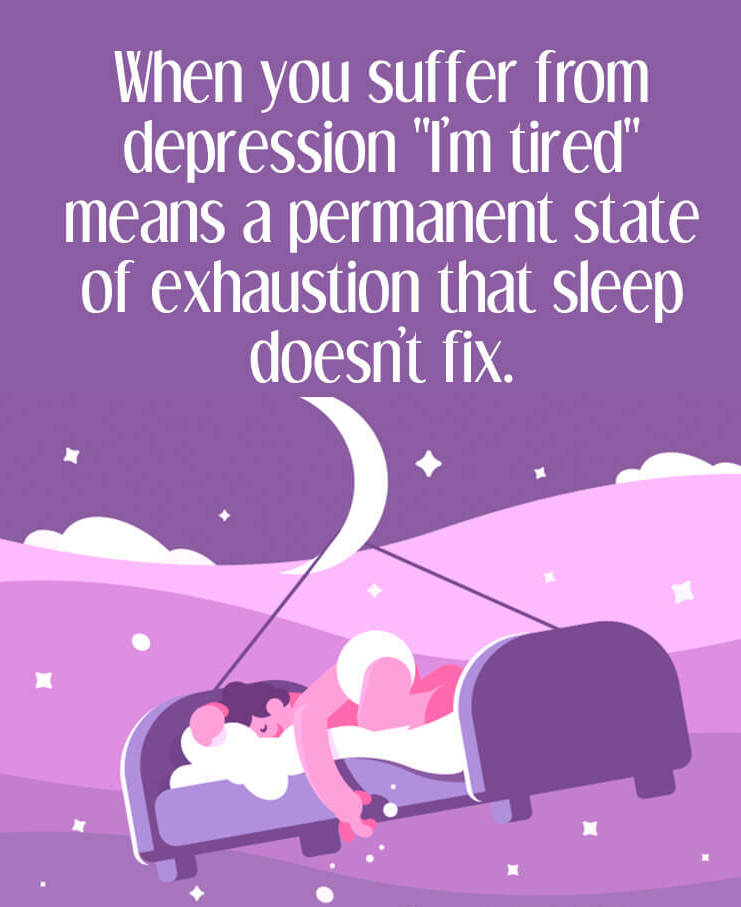 When you suffer from
depression "I'm tired"
means a permanent state
of exhaustion that sleep
doesn't fix.